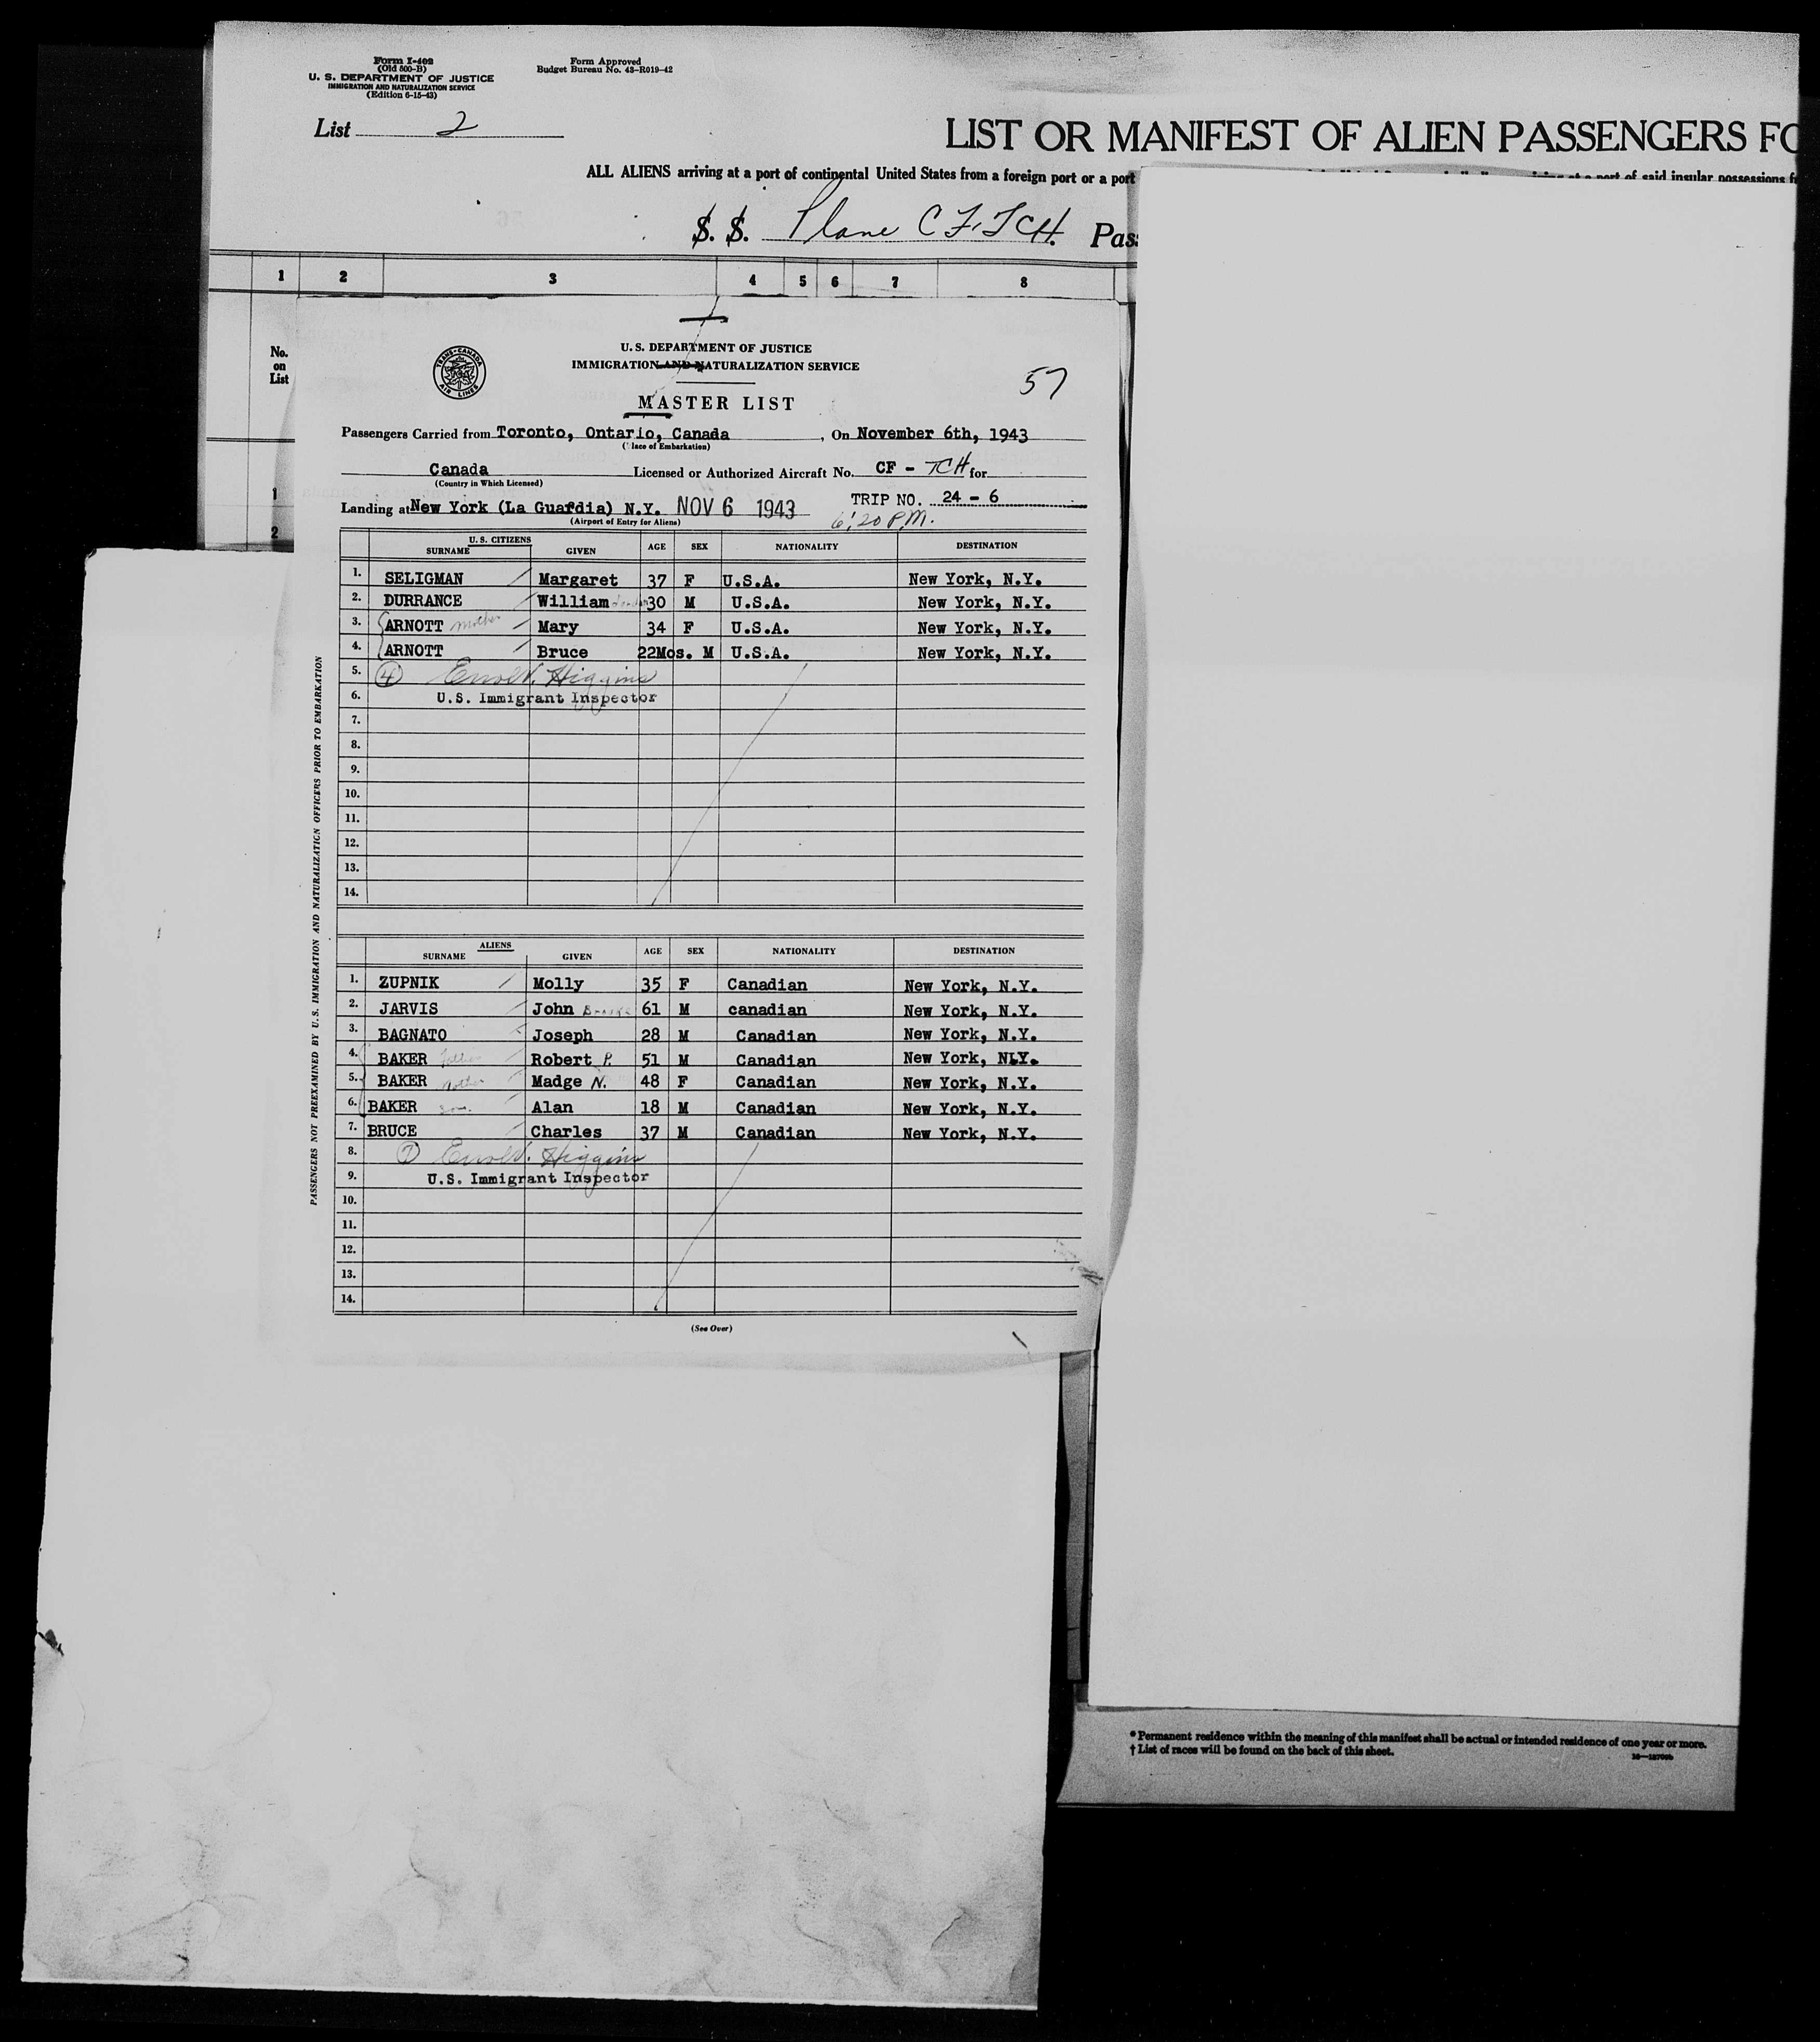 Form I-402
(Old 500-B)
U. S. DEPARTMENT OF JUSTICE
IMMIGRATION AND NATURALIZATION SERVICE
(Edition 6-15-43)
Form Approved
Budget Bureau No. 43-R019-42
List 2
LIST OR MANIFEST OF ALIEN PASSENGERS FO
ALL ALIENS arriving at a port of continental United States from a foreign port or a port of said insular possessions
S. S. Plane CF-TCH. Pas
1 2 3 4 5 6 7 8
No.
on
List
1
2
TRANS-CANADA
AIR LINES
U. S. DEPARTMENT OF JUSTICE
IMMIGRATION AND NATURALIZATION SERVICE
57
MASTER LIST
Passengers Carried from Toronto, Ontario, Canada, On November 6th, 1943
(Place of Embarkation)
Canada Licensed or Authorized Aircraft No. CF - TCH for
(Country in Which Licensed)
TRIP NO. 24 - 6
Landing at New York (La Guardia) N.Y. NOV 6 1943
(Airport of Entry for Aliens) 6:20 P.M.
U. S. CITIZENS
SURNAME GIVEN AGE SEX NATIONALITY DESTINATION
1. SELIGMAN Margaret 37 F U.S.A. New York, N.Y.
2. DURRANCE William 30 M U.S.A. New York, N.Y.
3. ARNOTT mother Mary 34 F U.S.A. New York, N.Y.
4. ARNOTT Bruce 22Mos. M U.S.A. New York, N.Y.
5. 4 Higgins
6. U.S. Immigrant Inspector
7.
8.
9.
10.
11.
12.
13.
14.
ALIENS
SURNAME GIVEN AGE SEX NATIONALITY DESTINATION
1. ZUPNIK Molly 35 F Canadian New York, N.Y.
2. JARVIS John 61 M canadian New York, N.Y.
3. BAGNATO Joseph 28 M Canadian New York, N.Y.
4. BAKER father Robert P. 51 M Canadian New York, NLY.
5. BAKER mother Madge N. 48 F Canadian New York, N.Y.
6. BAKER son. Alan 18 M Canadian New York, N.Y.
7. BRUCE Charles 37 M Canadian New York, N.Y.
8. 7 Higgins
9. U.S. Immigrant Inspector
10.
11.
12.
13.
14.
(See Over)
PASSENGERS NOT PREEXAMINED BY U.S. IMMIGRATION AND NATURALIZATION OFFICERS PRIOR TO EMBARKATION
* Permanent residence within the meaning of this manifest shall be actual or intended residence of one year or more.
† List of races will be found on the back of this sheet.